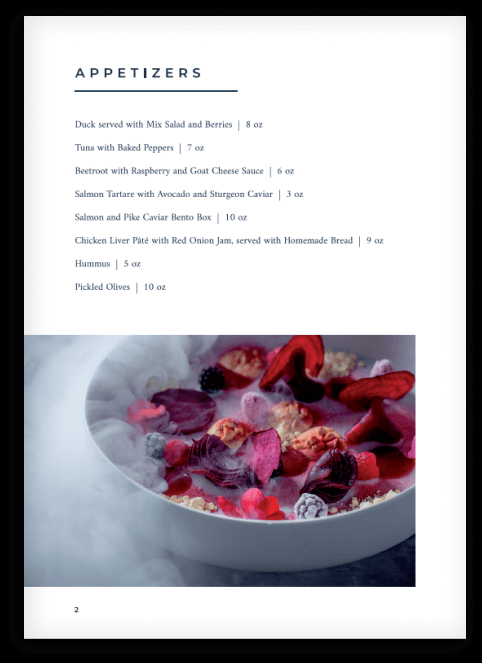 APPETIZERS
Duck served with Mix Salad and Berries | 8 oz
Tuna with Baked Peppers | 7 oz
Beetroot with Raspberry and Goat Cheese Sauce | 6 oz
Salmon Tartare with Avocado and Sturgeon Caviar | 3 oz
Salmon and Pike Caviar Bento Box | 10 oz
Chicken Liver Pâté with Red Onion Jam, served with Homemade Bread | 9 oz
Hummus | 5 oz
Pickled Olives | 10 oz
2